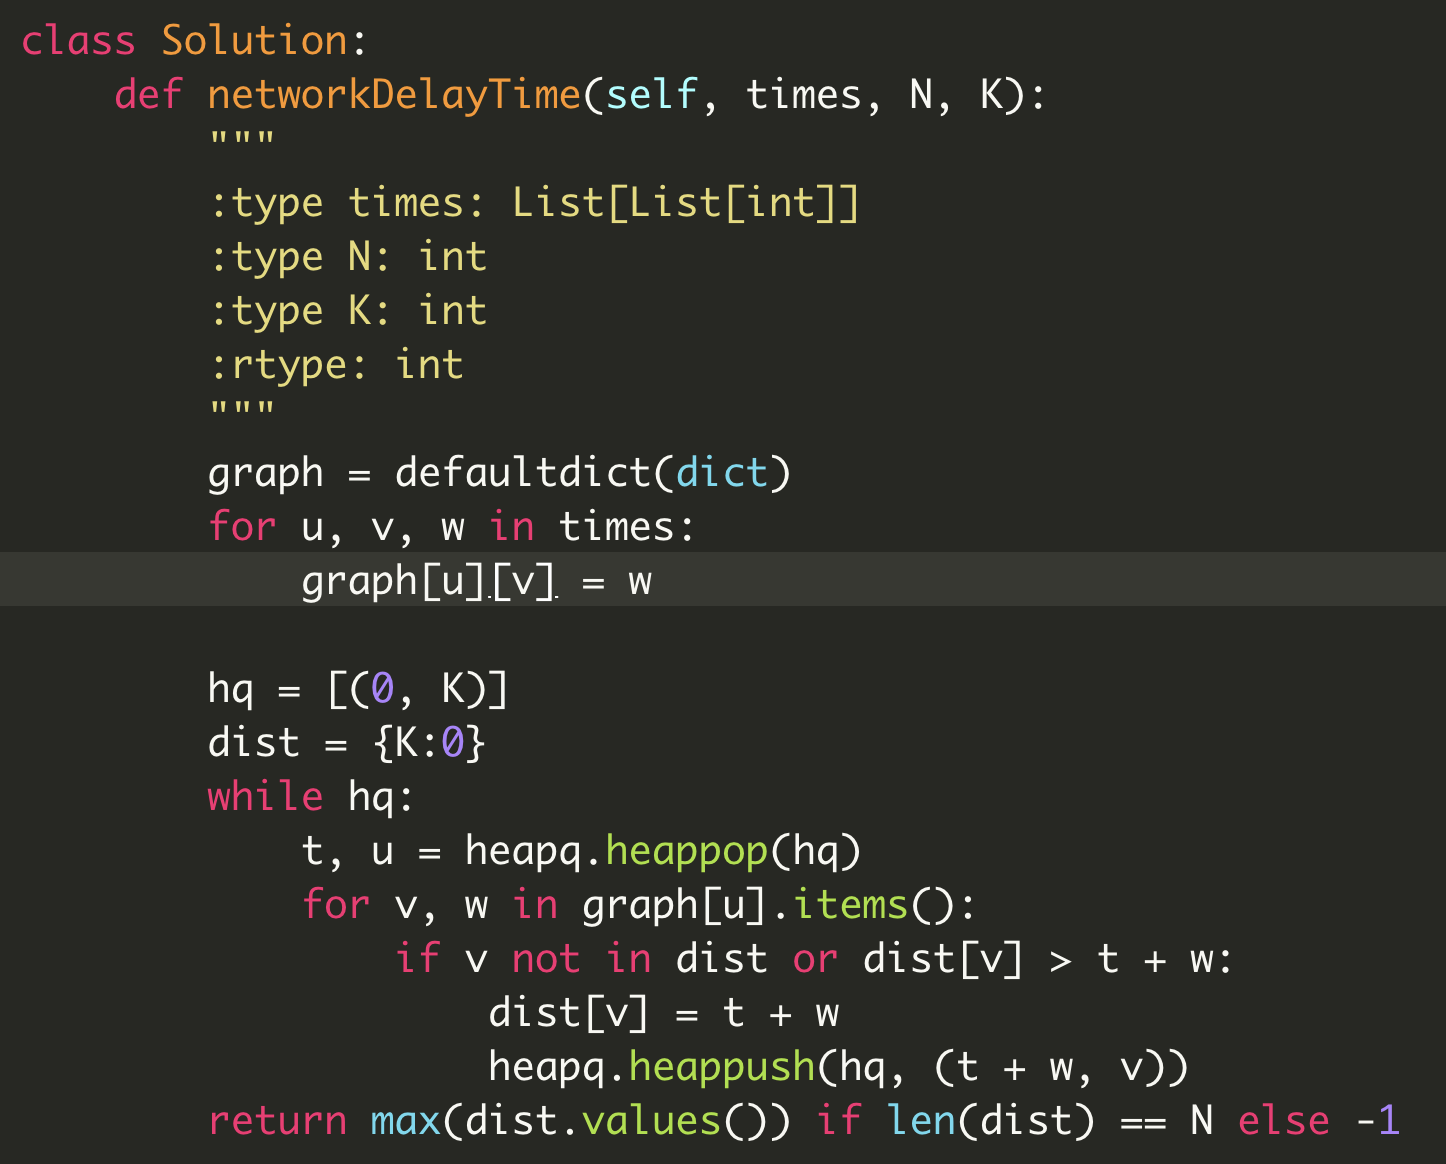 class Solution:
    def networkDelayTime(self, times, N, K):
        """
        :type times: List[List[int]]
        :type N: int
        :type K: int
        :rtype: int
        """
        graph = defaultdict(dict)
        for u, v, w in times:
            graph[u][v] = w

        hq = [(0, K)]
        dist = {K:0}
        while hq:
            t, u = heapq.heappop(hq)
            for v, w in graph[u].items():
                if v not in dist or dist[v] > t + w:
                    dist[v] = t + w
                    heapq.heappush(hq, (t + w, v))
        return max(dist.values()) if len(dist) == N else -1